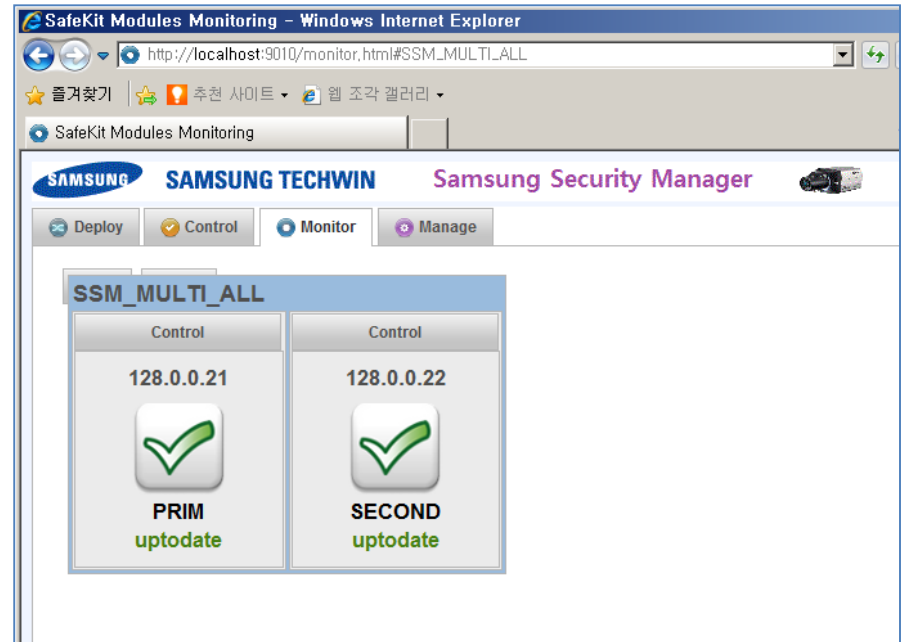 SafeKit Modules Monitoring - Windows Internet Explorer
http://localhost:9010/monitor.html#SSM_MULTI_ALL
즐겨찾기 추천 사이트 웹 조각 갤러리
SafeKit Modules Monitoring
SAMSUNG SAMSUNG TECHWIN Samsung Security Manager
Deploy Control Monitor Manage
SSM_MULTI_ALL
Control Control
128.0.0.21 128.0.0.22
PRIM SECOND
uptodate uptodate